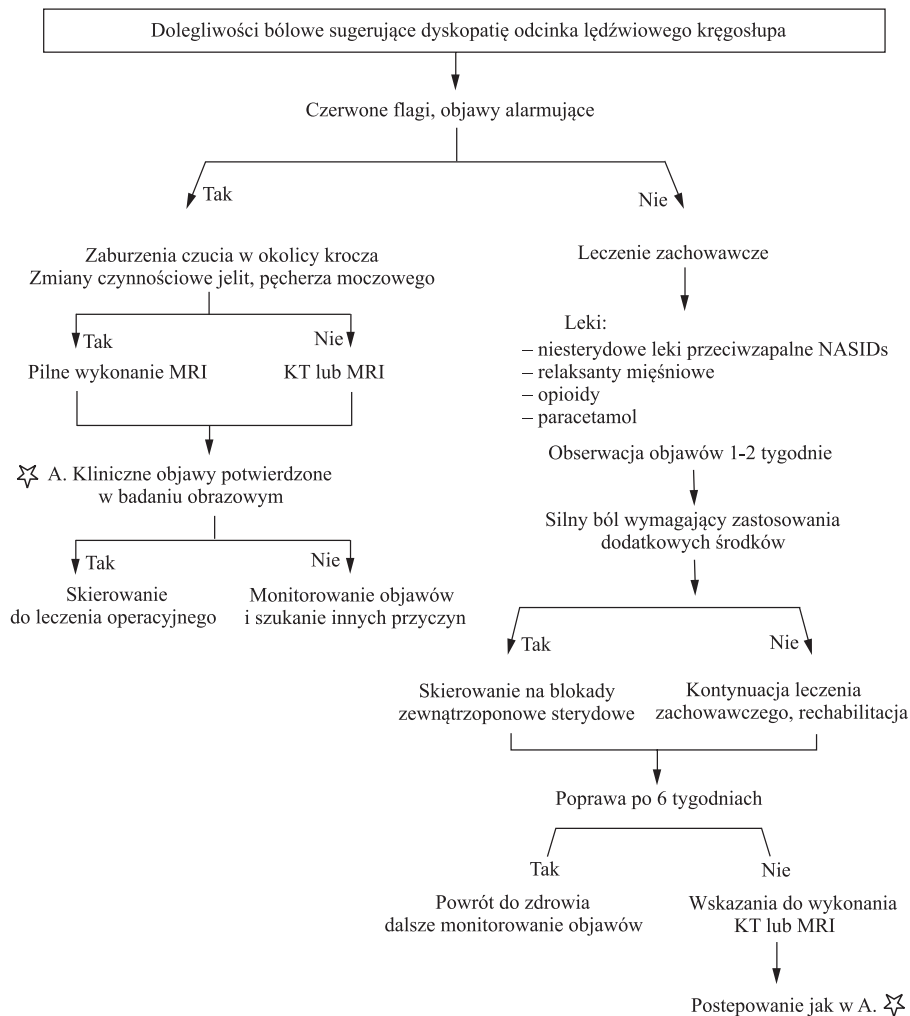 Dolegliwości bólowe sugerujące dyskopatię odcinka lędźwiowego kręgosłupa
Czerwone flagi, objawy alarmujące
Tak
Nie
Zaburzenia czucia w okolicy krocza
Zmiany czynnościowe jelit, pęcherza moczowego
Tak
Nie
Pilne wykonanie MRI
KT lub MRI
A. Kliniczne objawy potwierdzone
w badaniu obrazowym
Tak
Nie
Skierowanie
do leczenia operacyjnego
Monitorowanie objawów
i szukanie innych przyczyn
Leczenie zachowawcze
Leki:
– niesterydowe leki przeciwzapalne NASIDs
– relaksanty mięśniowe
– opioidy
– paracetamol
Obserwacja objawów 1-2 tygodnie
Silny ból wymagający zastosowania
dodatkowych środków
Tak
Nie
Skierowanie na blokady
zewnątrzoponowe sterydowe
Kontynuacja leczenia
zachowawczego, rechabilitacja
Poprawa po 6 tygodniach
Tak
Nie
Powrót do zdrowia
dalsze monitorowanie objawów
Wskazania do wykonania
KT lub MRI
Postepowanie jak w A.